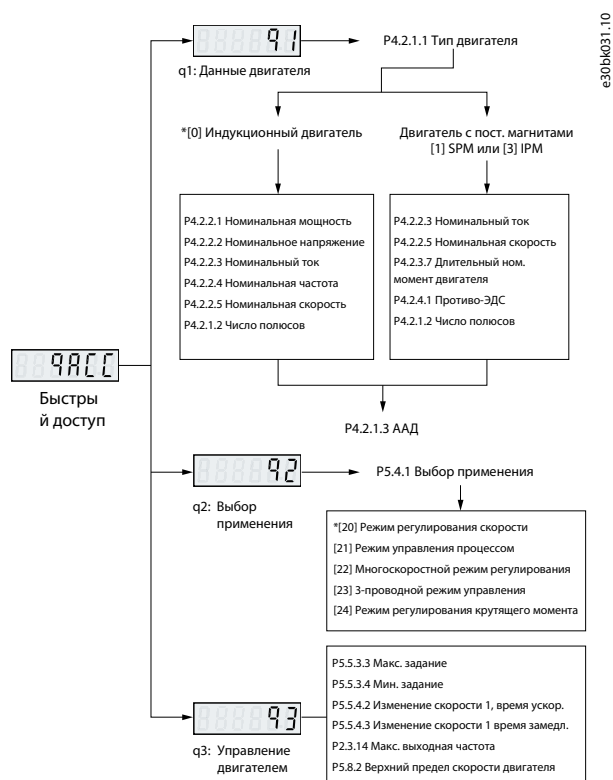 e30bk031.10
q1
P4.2.1.1 Тип двигателя
q1: Данные двигателя
*[0] Индукционный двигатель
Двигатель с пост. магнитами
[1] SPM или [3] IPM
P4.2.2.1 Номинальная мощность
P4.2.2.2 Номинальное напряжение
P4.2.2.3 Номинальный ток
P4.2.2.4 Номинальная частота
P4.2.2.5 Номинальная скорость
P4.2.1.2 Число полюсов
P4.2.2.3 Номинальный ток
P4.2.2.5 Номинальная скорость
P4.2.3.7 Длительный ном.
момент двигателя
P4.2.4.1 Противо-ЭДС
P4.2.1.2 Число полюсов
qACC
Быстры
й доступ
P4.2.1.3 ААД
q2
P5.4.1 Выбор применения
q2: Выбор
применения
*[20] Режим регулирования скорости
[21] Режим управления процессом
[22] Многоскоростной режим регулирования
[23] 3-проводной режим управления
[24] Режим регулирования крутящего момента
q3
q3: Управление
двигателем
P5.5.3.3 Макс. задание
P5.5.3.4 Мин. задание
P5.5.4.2 Изменение скорости 1, время ускор.
P5.5.4.3 Изменение скорости 1 время замедл.
P2.3.14 Макс. выходная частота
P5.8.2 Верхний предел скорости двигателя